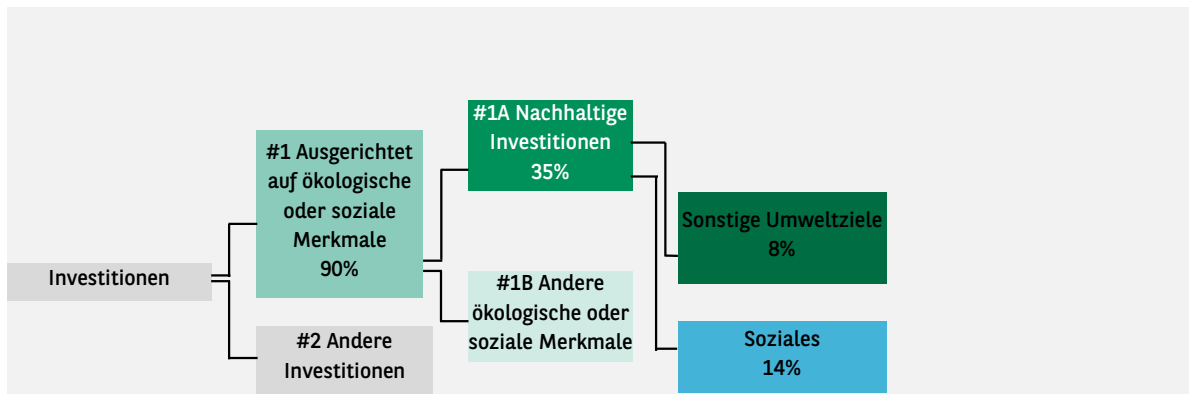 #1A Nachhaltige
Investitionen
35%
#1 Ausgerichtet
auf ökologische
oder soziale
Merkmale
90%
Sonstige Umweltziele
8%
Investitionen
#1B Andere
ökologische oder
soziale Merkmale
#2 Andere
Investitionen
Soziales
14%